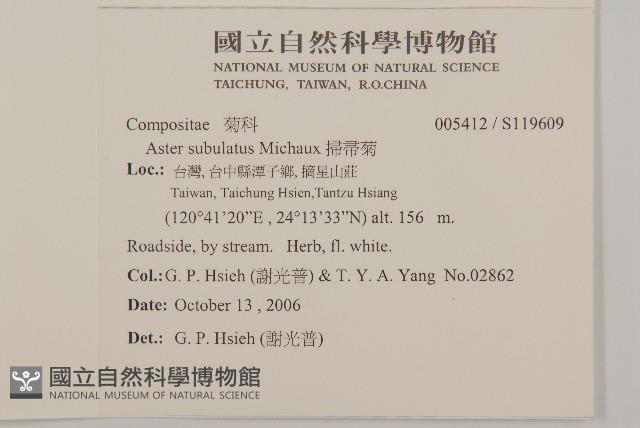 國立自然科學博物館
NATIONAL MUSEUM OF NATURAL SCIENCE
TAICHUNG, TAIWAN, R.O.CHINA
Compositae 菊科 005412 / S119609
Aster subulatus Michaux 掃帚菊
Loc.: 台灣, 台中縣潭子鄉, 摘星山莊
Taiwan, Taichung Hsien,Tantzu Hsiang
(120°41'20”E , 24°13'33”N) alt. 156 m.
Roadside, by stream. Herb, fl. white.
Col.: G. P. Hsieh (謝光普) & T. Y. A. Yang No.02862
Date: October 13 , 2006
Det.: G. P. Hsieh (謝光普)
國立自然科學博物館
NATIONAL MUSEUM OF NATURAL SCIENCE